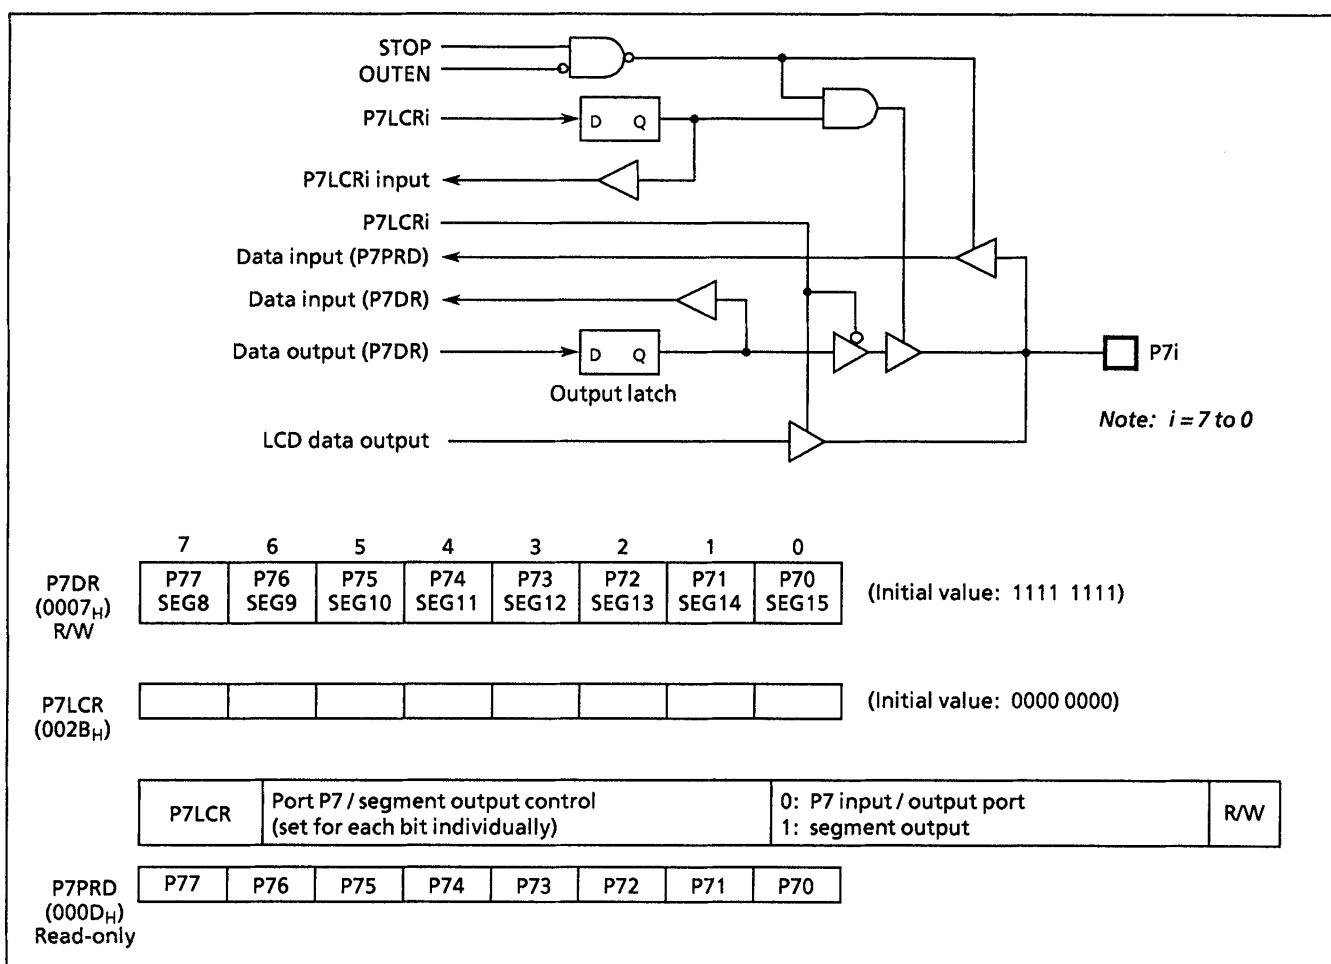 STOP
OUTEN
P7LCRi
D Q
P7LCRi input
P7LCRi
Data input (P7PRD)
Data input (P7DR)
Data output (P7DR)
D Q
Output latch
P7i
LCD data output
Note: i = 7 to 0
7 6 5 4 3 2 1 0
P7DR
(0007H)
R/W
P77 P76 P75 P74 P73 P72 P71 P70
SEG8 SEG9 SEG10 SEG11 SEG12 SEG13 SEG14 SEG15
(Initial value: 1111 1111)
P7LCR
(002BH)
(Initial value: 0000 0000)
P7LCR
Port P7 / segment output control
(set for each bit individually)
0: P7 input / output port
1: segment output
R/W
P7PRD
(000DH)
Read-only
P77 P76 P75 P74 P73 P72 P71 P70